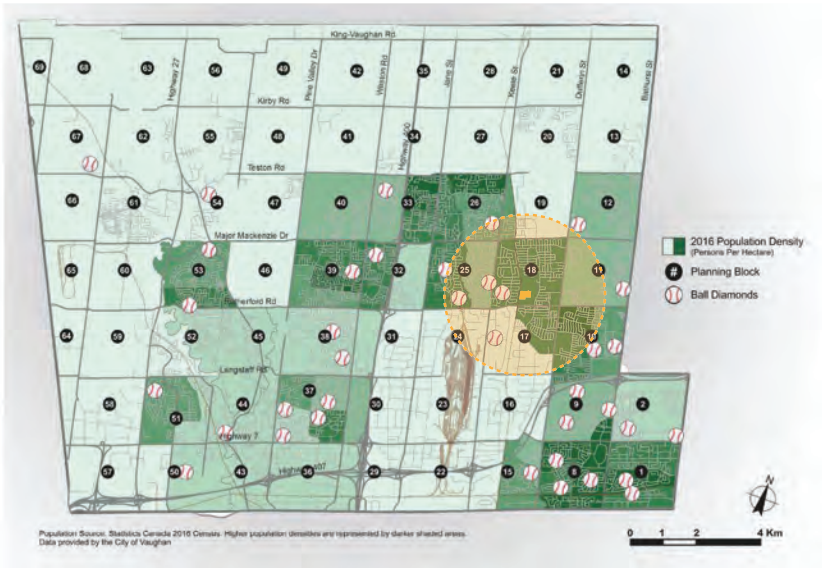 King-Vaughan Rd
69
68
63
56
49
42
35
28
21
14
Highway 27
Pine Valley Dr
Weston Rd
Highway 400
Jane St
Keele St
Dufferin St
Bathurst St
Kirby Rd
67
62
55
48
41
34
27
20
13
Teston Rd
66
61
54
47
40
33
26
19
12
Major Mackenzie Dr
65
60
53
46
39
32
25
18
11
Rutherford Rd
64
59
52
45
38
31
24
17
10
Langstaff Rd
58
51
44
37
30
23
16
9
2
Highway 7
57
50
43
36
29
22
15
8
1
Highway 407
2016 Population Density
(Persons Per Hectare)
# Planning Block
Ball Diamonds
N
0 1 2 4 Km
Population Source: Statistics Canada 2016 Census. Higher population densities are represented by darker shaded areas.
Data provided by the City of Vaughan